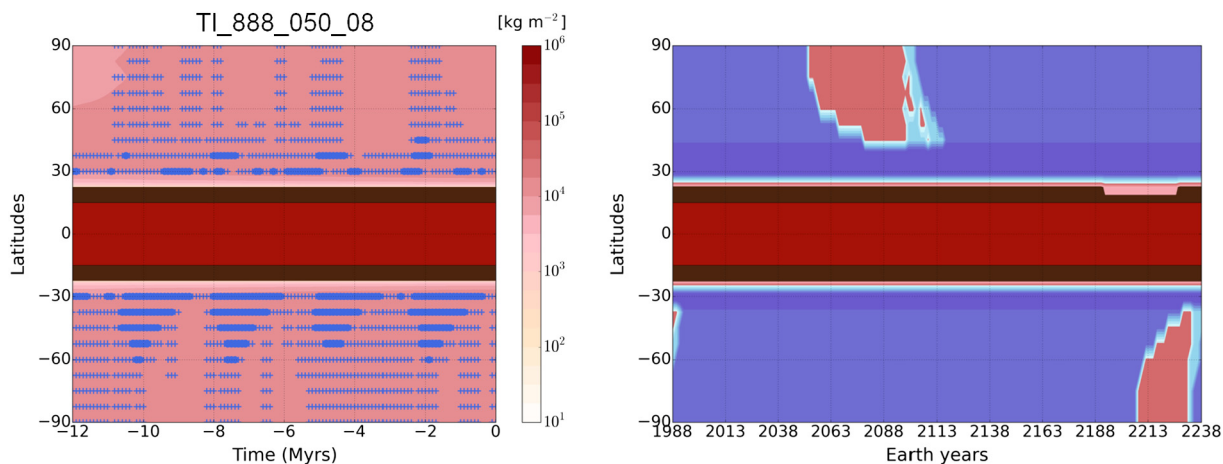 TI_888_050_08
[kg m⁻²]
90
60
30
0
−30
−60
−90
Latitudes
−12 −10 −8 −6 −4 −2 0
Time (Myrs)
10⁶
10⁵
10⁴
10³
10²
10¹
90
60
30
0
−30
−60
−90
Latitudes
1988 2013 2038 2063 2088 2113 2138 2163 2188 2213 2238
Earth years